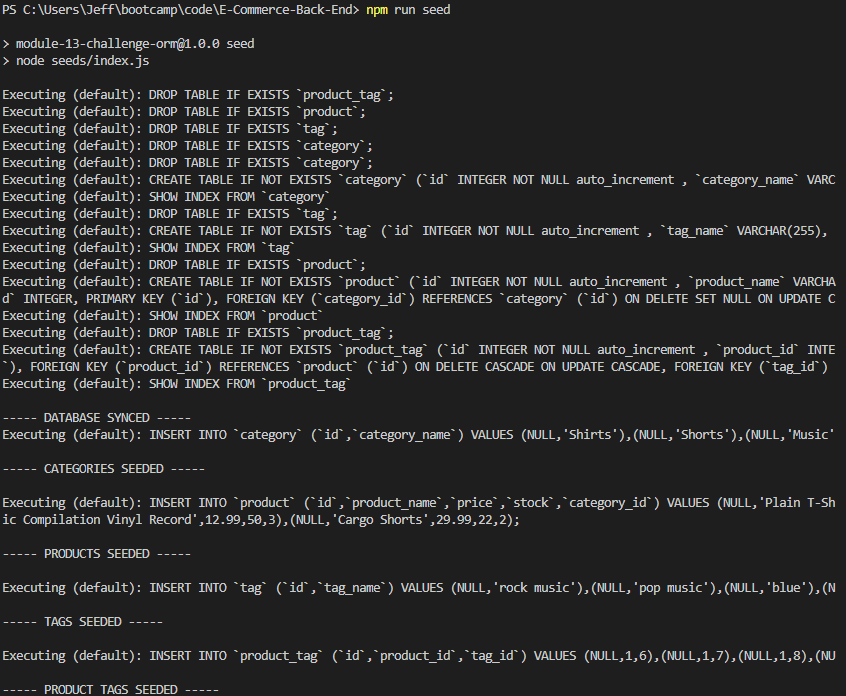 PS C:\Users\Jeff\bootcamp\code\E-Commerce-Back-End> npm run seed
> module-13-challenge-orm@1.0.0 seed
> node seeds/index.js
Executing (default): DROP TABLE IF EXISTS `product_tag`;
Executing (default): DROP TABLE IF EXISTS `product`;
Executing (default): DROP TABLE IF EXISTS `tag`;
Executing (default): DROP TABLE IF EXISTS `category`;
Executing (default): DROP TABLE IF EXISTS `category`;
Executing (default): CREATE TABLE IF NOT EXISTS `category` (`id` INTEGER NOT NULL auto_increment , `category_name` VARC
Executing (default): SHOW INDEX FROM `category`
Executing (default): DROP TABLE IF EXISTS `tag`;
Executing (default): CREATE TABLE IF NOT EXISTS `tag` (`id` INTEGER NOT NULL auto_increment , `tag_name` VARCHAR(255),
Executing (default): SHOW INDEX FROM `tag`
Executing (default): DROP TABLE IF EXISTS `product`;
Executing (default): CREATE TABLE IF NOT EXISTS `product` (`id` INTEGER NOT NULL auto_increment , `product_name` VARCHA
d` INTEGER, PRIMARY KEY (`id`), FOREIGN KEY (`category_id`) REFERENCES `category` (`id`) ON DELETE SET NULL ON UPDATE C
Executing (default): SHOW INDEX FROM `product`
Executing (default): DROP TABLE IF EXISTS `product_tag`;
Executing (default): CREATE TABLE IF NOT EXISTS `product_tag` (`id` INTEGER NOT NULL auto_increment , `product_id` INTE
`), FOREIGN KEY (`product_id`) REFERENCES `product` (`id`) ON DELETE CASCADE ON UPDATE CASCADE, FOREIGN KEY (`tag_id`)
Executing (default): SHOW INDEX FROM `product_tag`
----- DATABASE SYNCED -----
Executing (default): INSERT INTO `category` (`id`,`category_name`) VALUES (NULL,'Shirts'),(NULL,'Shorts'),(NULL,'Music'
----- CATEGORIES SEEDED -----
Executing (default): INSERT INTO `product` (`id`,`product_name`,`price`,`stock`,`category_id`) VALUES (NULL,'Plain T-Sh
ic Compilation Vinyl Record',12.99,50,3),(NULL,'Cargo Shorts',29.99,22,2);
----- PRODUCTS SEEDED -----
Executing (default): INSERT INTO `tag` (`id`,`tag_name`) VALUES (NULL,'rock music'),(NULL,'pop music'),(NULL,'blue'),(N
----- TAGS SEEDED -----
Executing (default): INSERT INTO `product_tag` (`id`,`product_id`,`tag_id`) VALUES (NULL,1,6),(NULL,1,7),(NULL,1,8),(NU
----- PRODUCT TAGS SEEDED -----